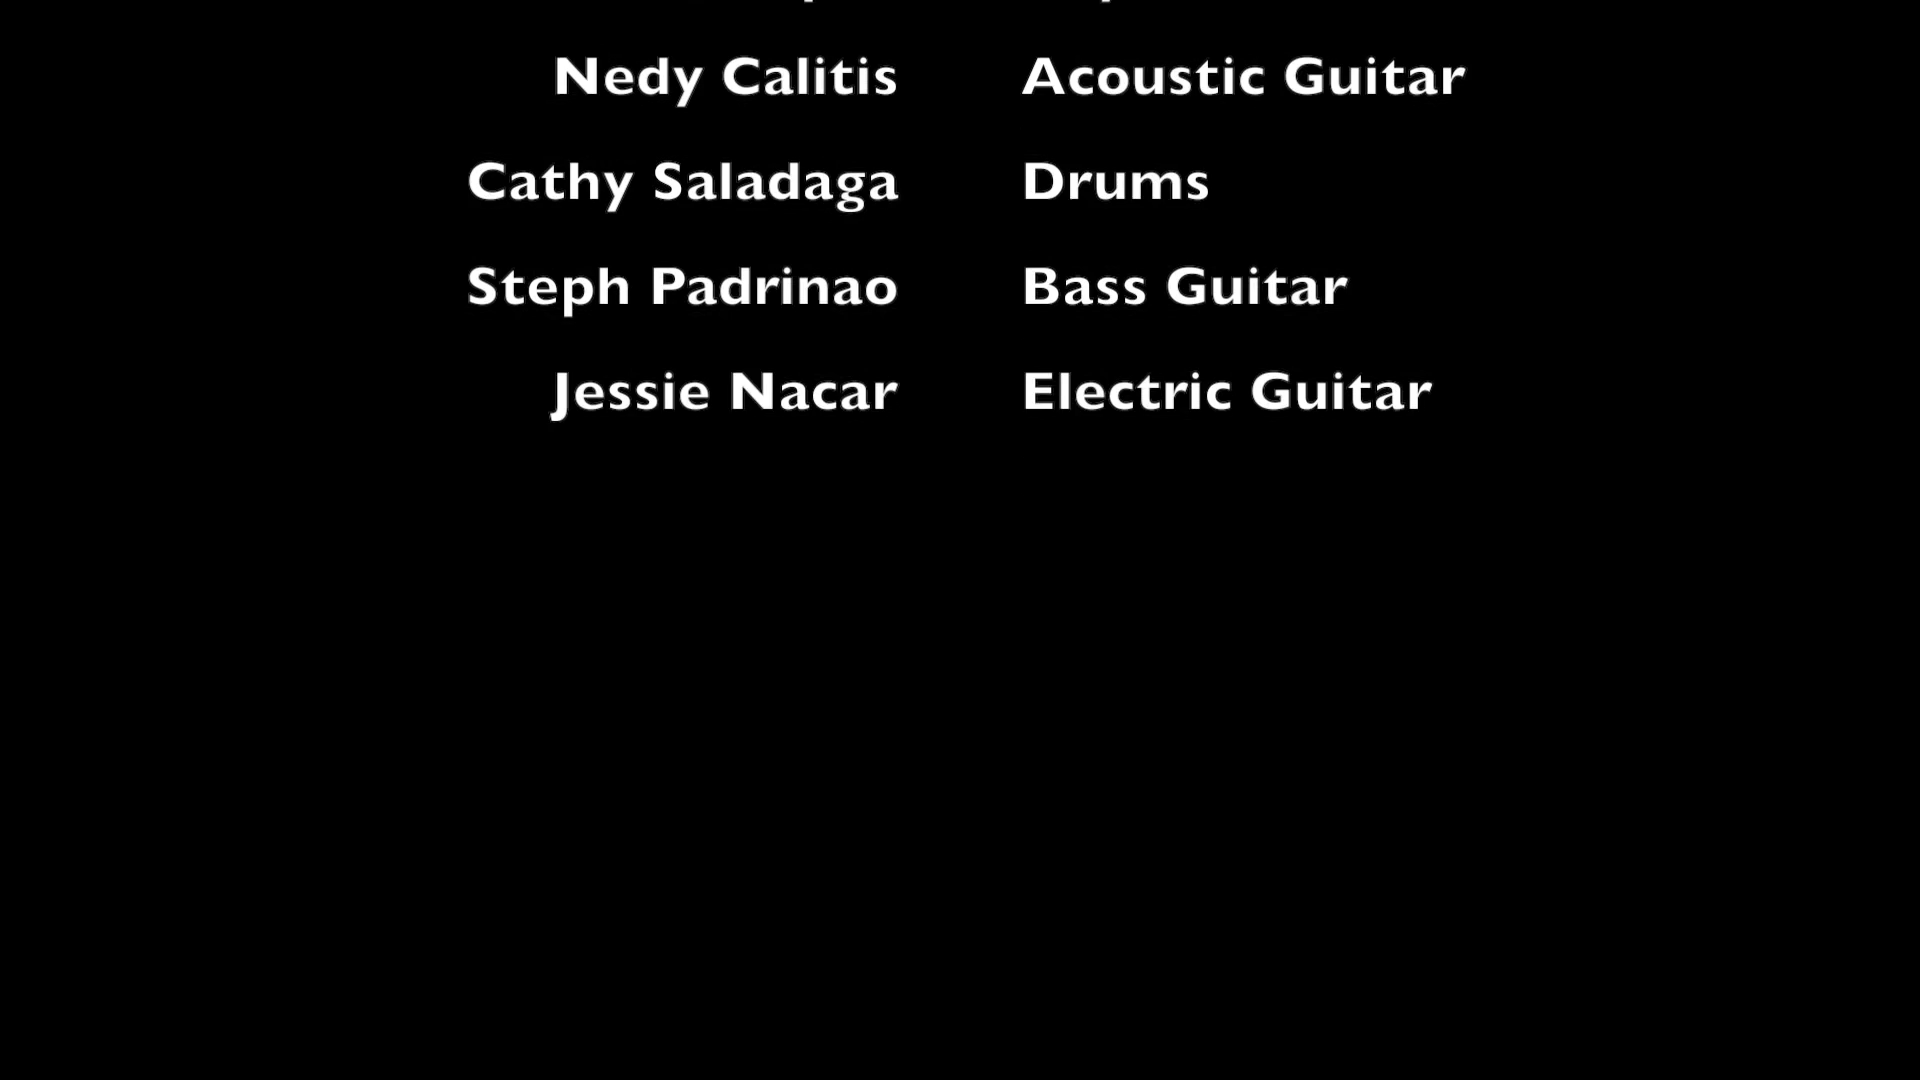 Nedy Calitis Acoustic Guitar
Cathy Saladaga Drums
Steph Padrinao Bass Guitar
Jessie Nacar Electric Guitar